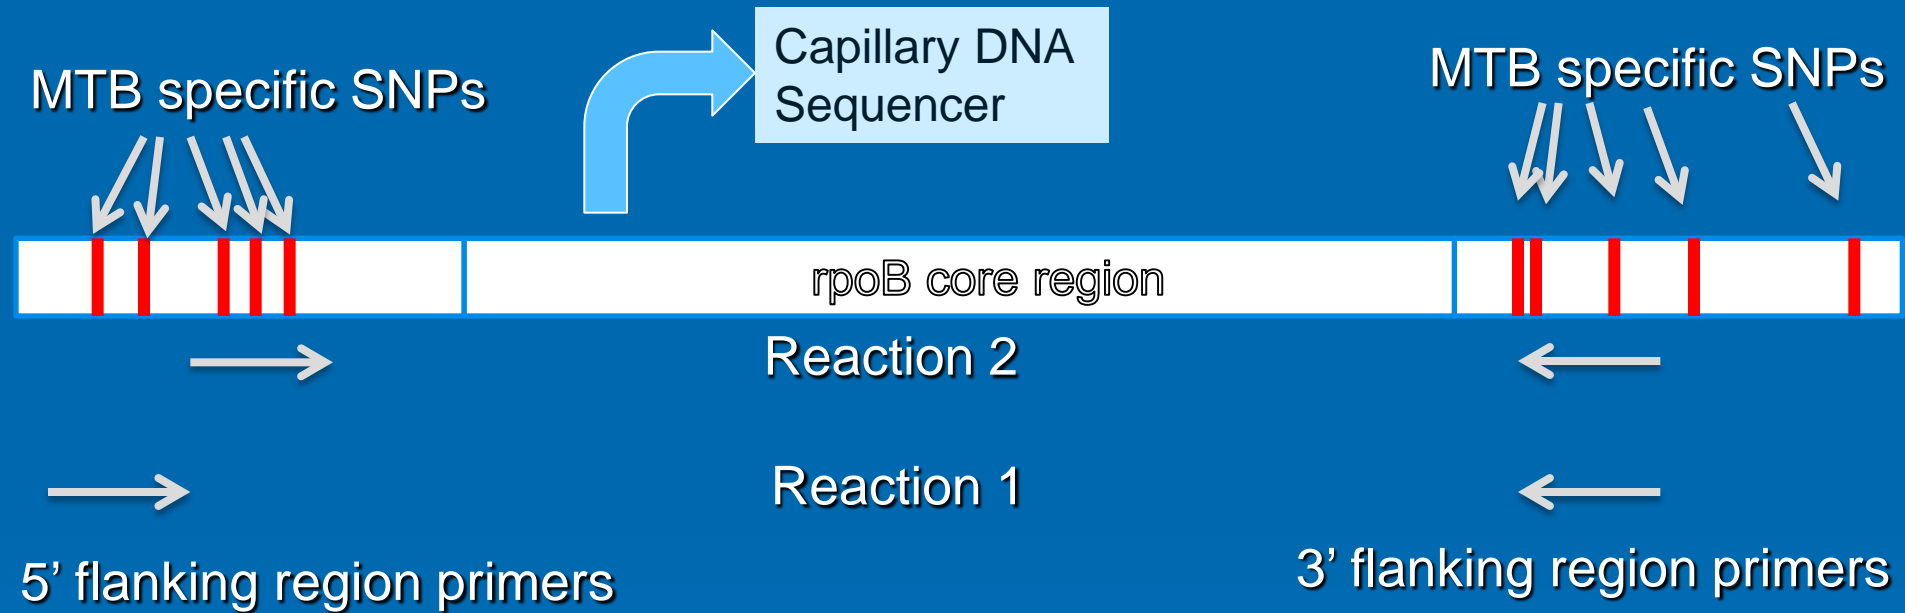 MTB specific SNPs
Capillary DNA
Sequencer
MTB specific SNPs
rpoB core region
Reaction 2
Reaction 1
5’ flanking region primers
3’ flanking region primers